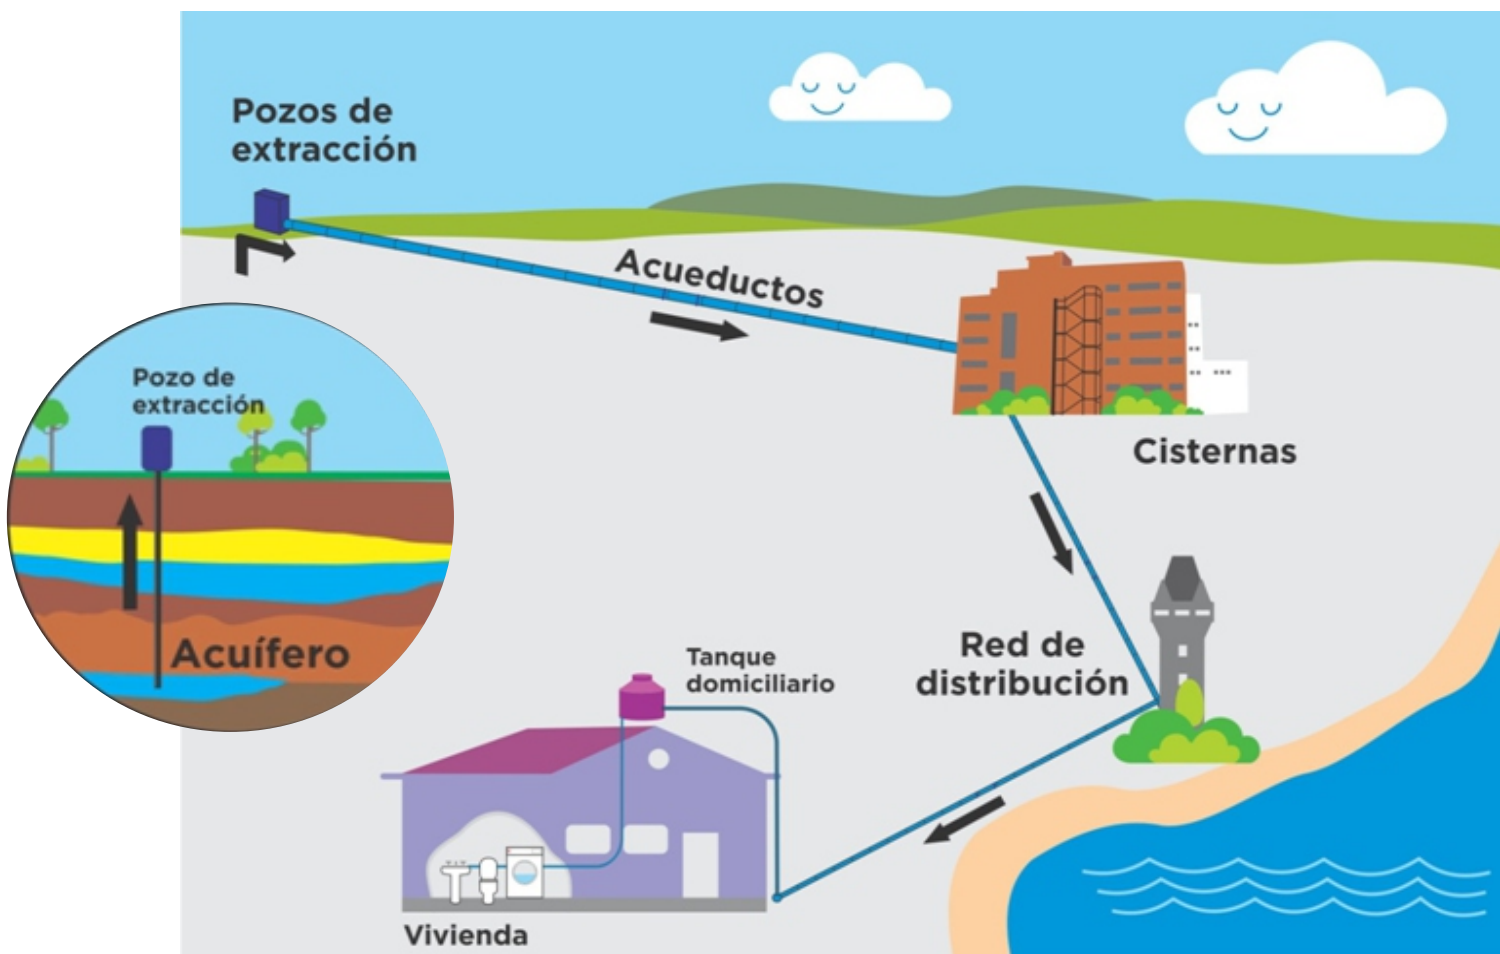 Pozos de
extracción
Acueductos
Pozo de
extracción
Acuífero
Cisternas
Red de
distribución
Tanque
domiciliario
Vivienda